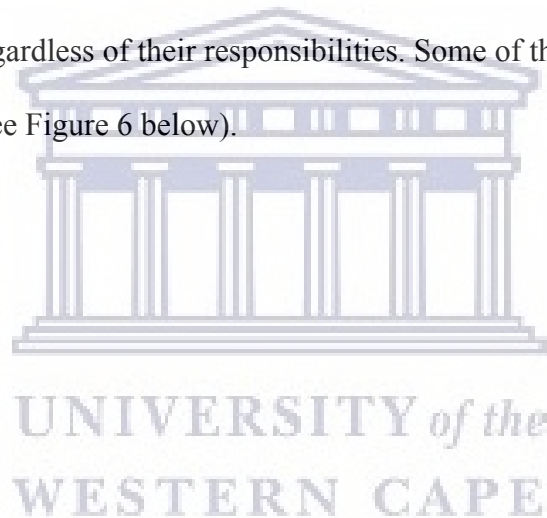 gardless of their responsibilities. Some of th
ee Figure 6 below).
UNIVERSITY of the
WESTERN CAPE